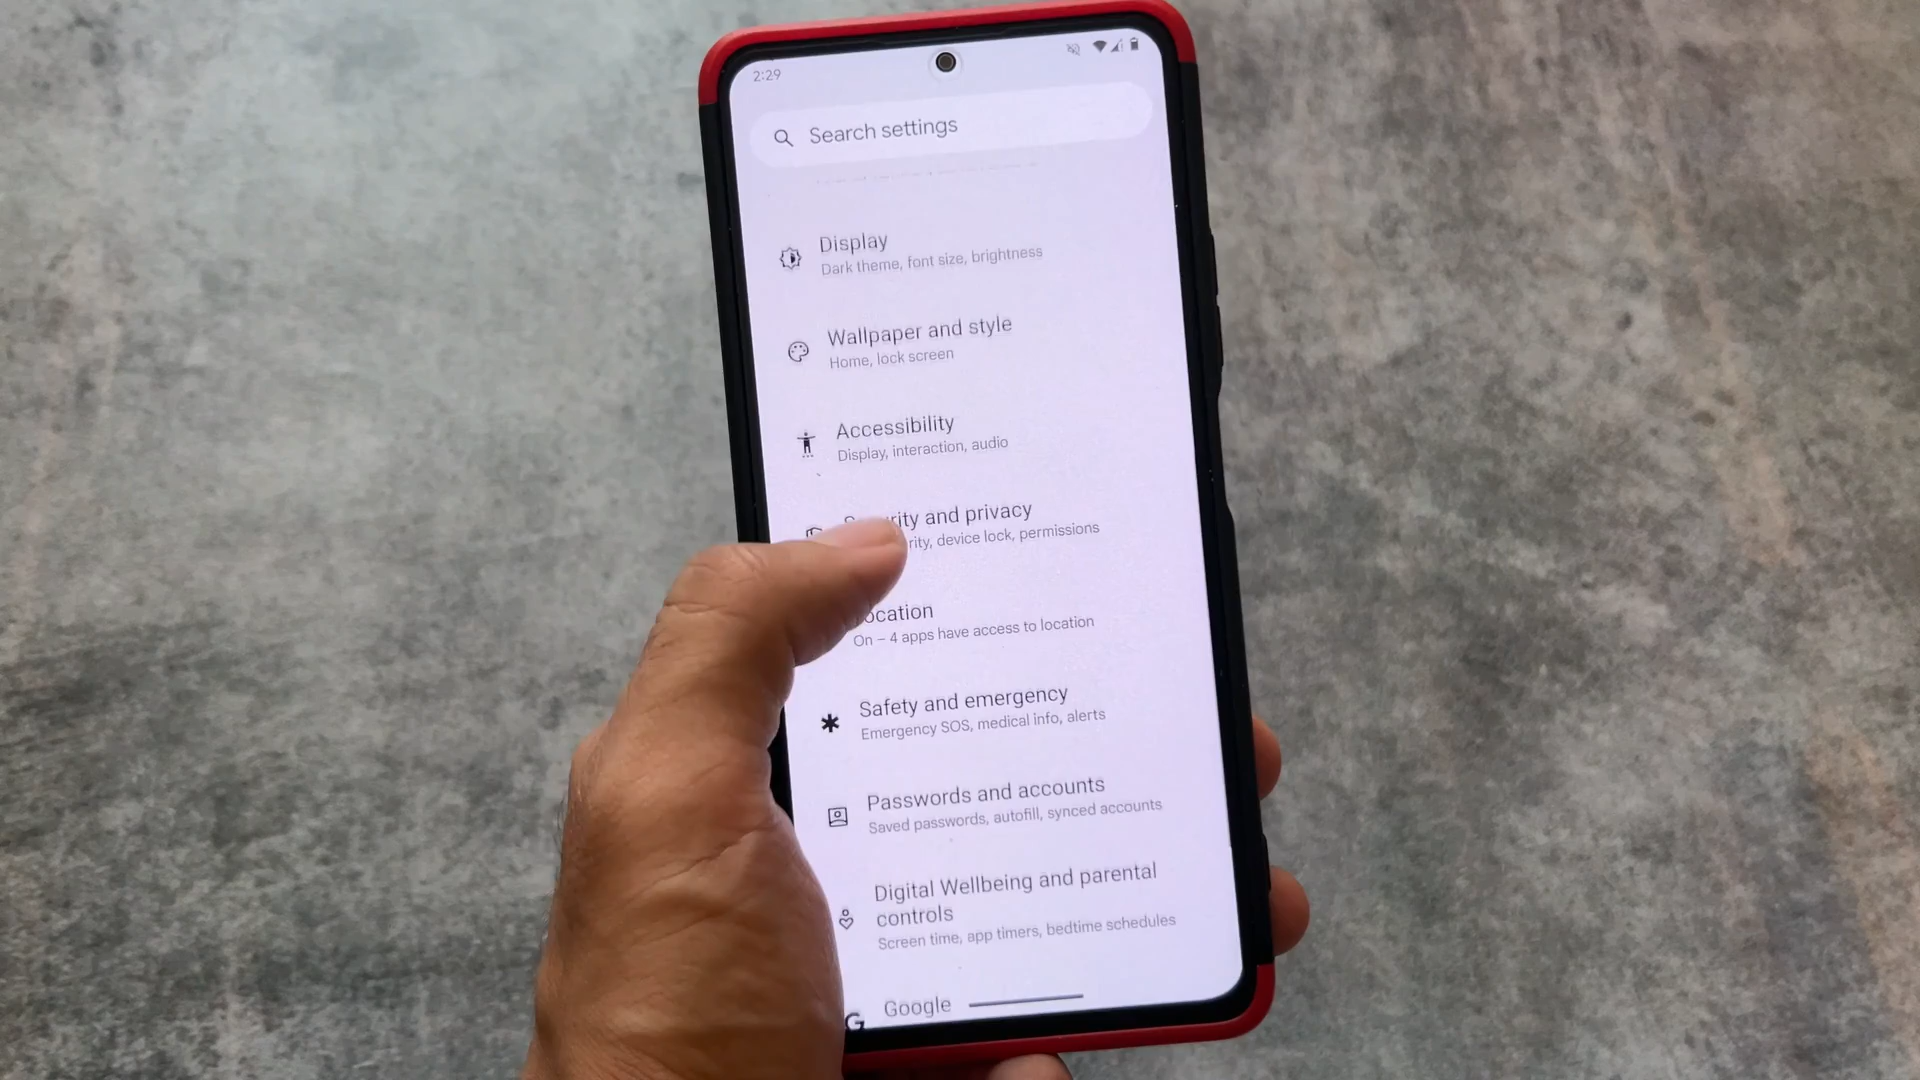 2:29
Search settings
Display
Dark theme, font size, brightness
Wallpaper and style
Home, lock screen
Accessibility
Display, interaction, audio
and privacy
device lock, permissions
On – 4 apps have access to location
Safety and emergency
Emergency SOS, medical info, alerts
Passwords and accounts
Saved passwords, autofill, synced accounts
Digital Wellbeing and parental
controls
Screen time, app timers, bedtime schedules
Google